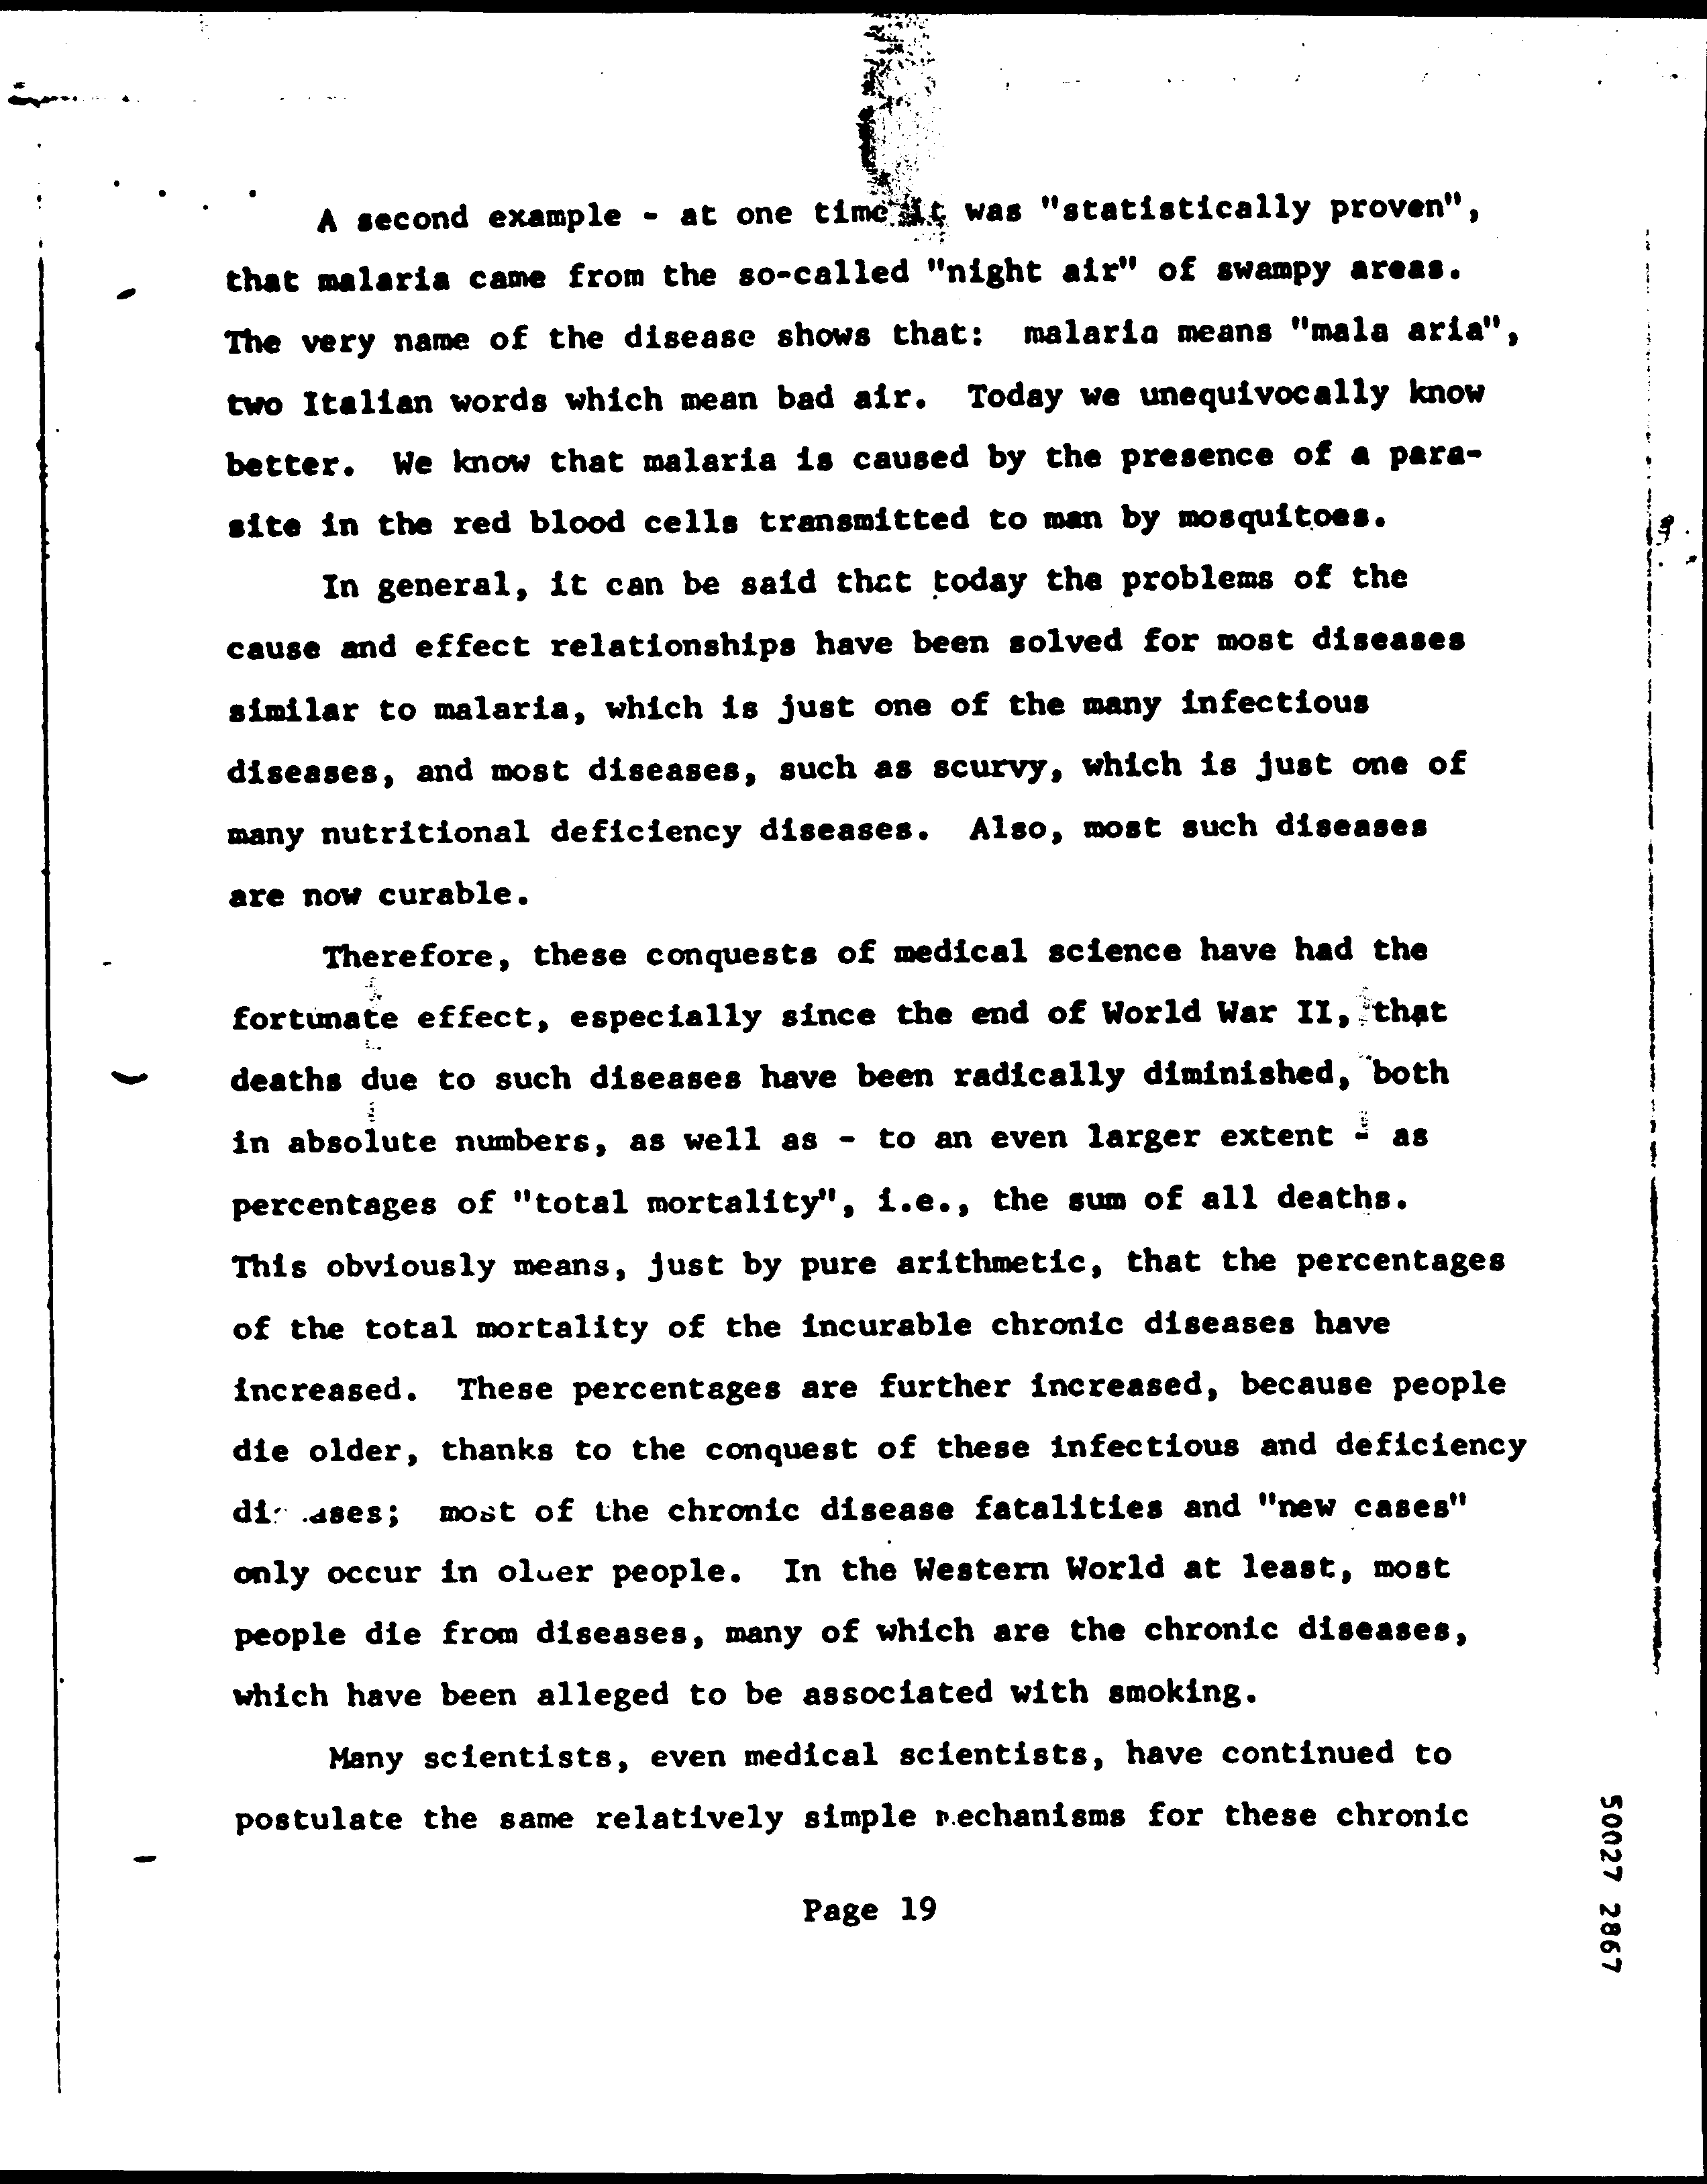 A second example - at one time it was "statistically proven",
that malaria came from the so-called "night air" of swampy areas.
The very name of the disease shows that: malaria means "mala aria",
two Italian words which mean bad air. Today we unequivocally know
better. We know that malaria is caused by the presence of a para-
site in the red blood cells transmitted to man by mosquitoes.
In general, it can be said that today the problems of the
cause and effect relationships have been solved for most diseases
similar to malaria, which is just one of the many infectious
diseases, and most diseases, such as scurvy, which is just one of
many nutritional deficiency diseases. Also, most such diseases
are now curable.
Therefore, these conquests of medical science have had the
fortunate effect, especially since the end of World War II, that
deaths due to such diseases have been radically diminished, both
in absolute numbers, as well as - to an even larger extent - as
percentages of "total mortality", i.e., the sum of all deaths.
This obviously means, just by pure arithmetic, that the percentages
of the total mortality of the incurable chronic diseases have
increased. These percentages are further increased, because people
die older, thanks to the conquest of these infectious and deficiency
diseases; most of the chronic disease fatalities and "new cases"
only occur in older people. In the Western World at least, most
people die from diseases, many of which are the chronic diseases,
which have been alleged to be associated with smoking.
Many scientists, even medical scientists, have continued to
postulate the same relatively simple mechanisms for these chronic
Page 19
50027 2867